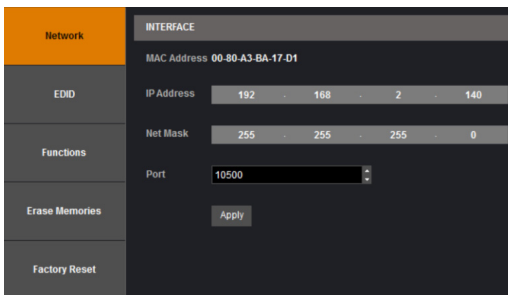 Network
EDID
Functions
Erase Memories
Factory Reset
INTERFACE
MAC Address 00-80-A3-BA-17-D1
IP Address 192 . 168 . 2 . 140
Net Mask 255 . 255 . 255 . 0
Port 10500
Apply